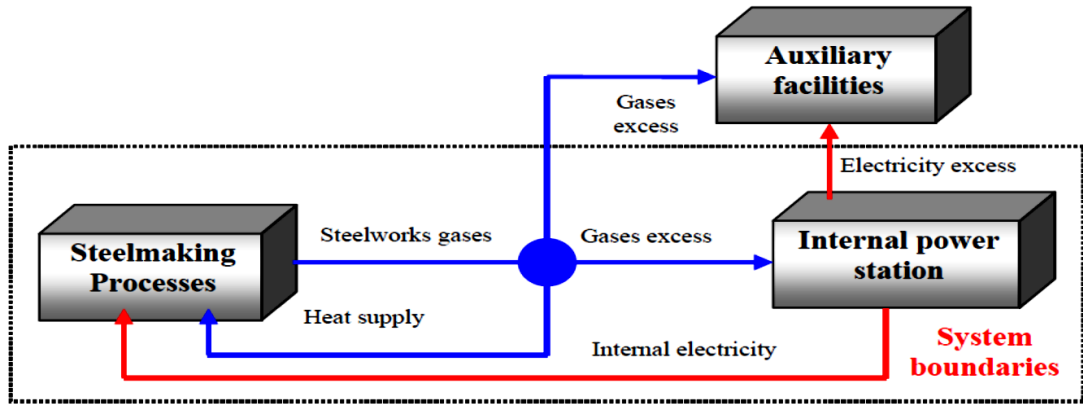 Auxiliary
facilities
Gases
excess
Electricity excess
Steelmaking
Processes
Steelworks gases
Gases excess
Internal power
station
Heat supply
Internal electricity
System
boundaries